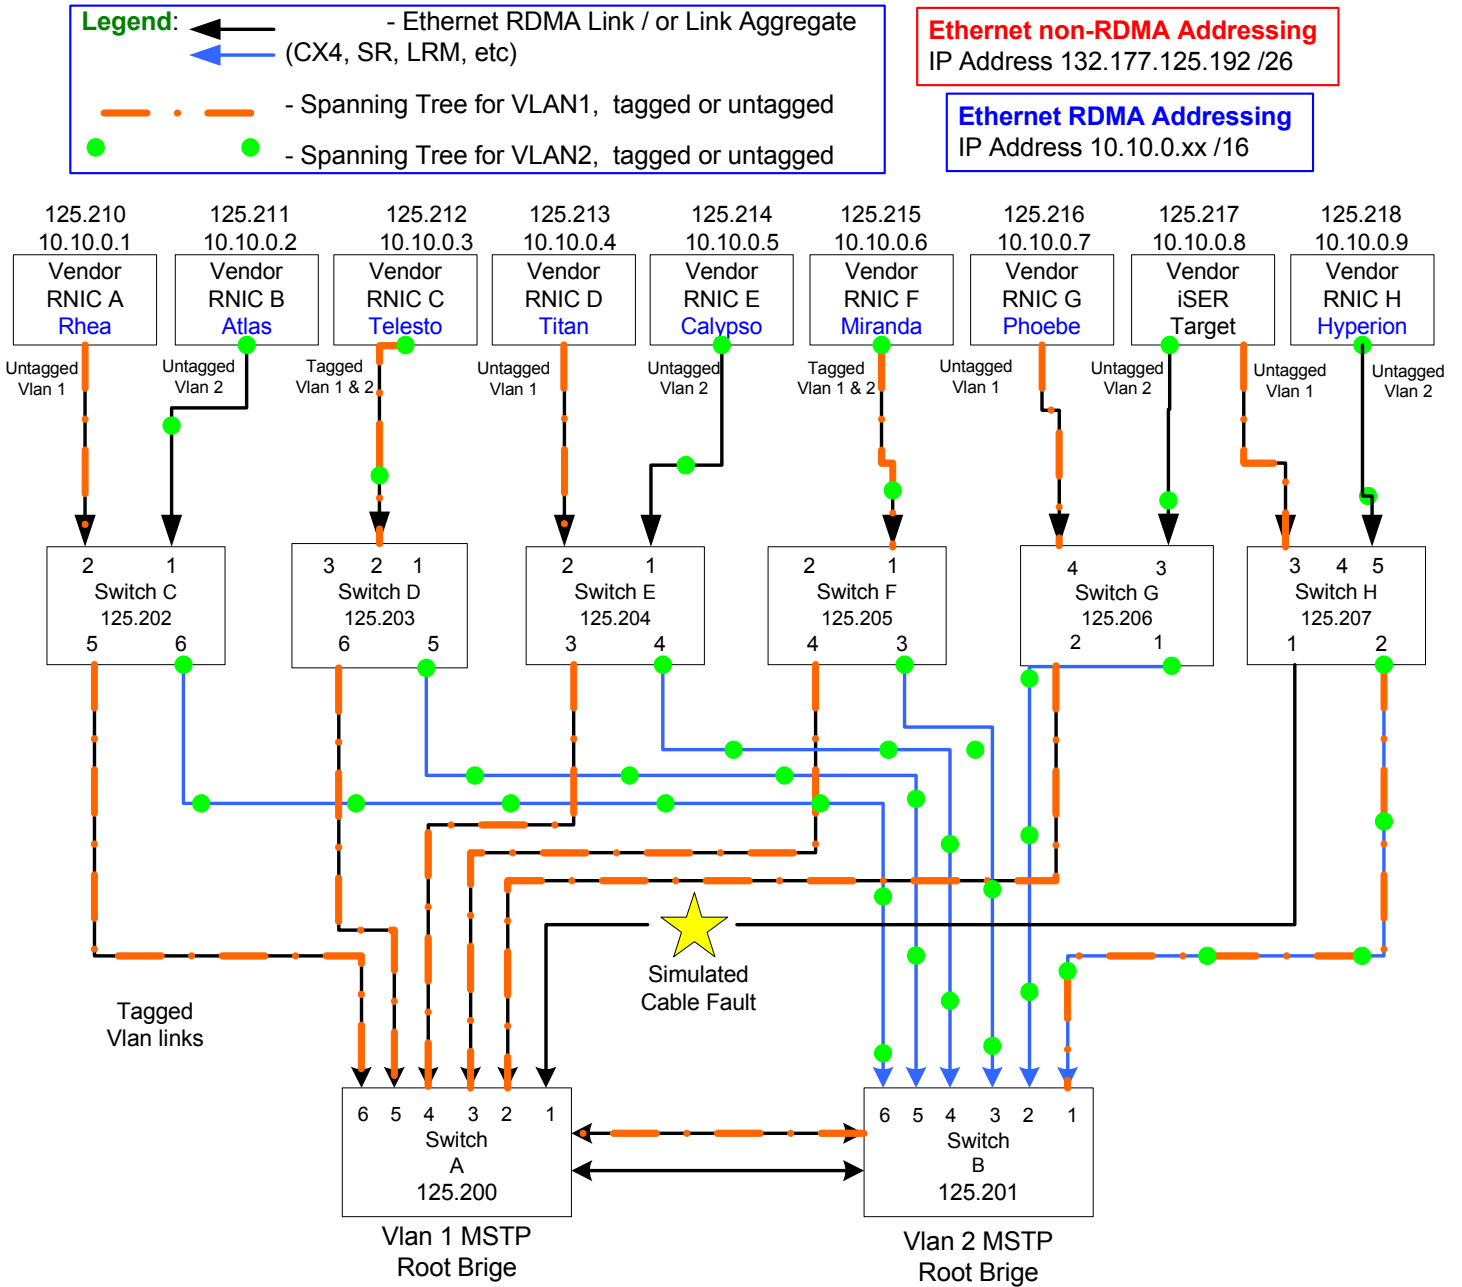 Legend: - Ethernet RDMA Link / or Link Aggregate
(CX4, SR, LRM, etc)
- Spanning Tree for VLAN1, tagged or untagged
- Spanning Tree for VLAN2, tagged or untagged
Ethernet non-RDMA Addressing
IP Address 132.177.125.192 /26
Ethernet RDMA Addressing
IP Address 10.10.0.xx /16
125.210 125.211 125.212 125.213 125.214 125.215 125.216 125.217 125.218
10.10.0.1 10.10.0.2 10.10.0.3 10.10.0.4 10.10.0.5 10.10.0.6 10.10.0.7 10.10.0.8 10.10.0.9
Vendor Vendor Vendor Vendor Vendor Vendor Vendor Vendor Vendor
RNIC A RNIC B RNIC C RNIC D RNIC E RNIC F RNIC G iSER RNIC H
Rhea Atlas Telesto Titan Calypso Miranda Phoebe Target Hyperion
Untagged Untagged Tagged Untagged Untagged Tagged Untagged Untagged Untagged Untagged
Vlan 1 Vlan 2 Vlan 1 & 2 Vlan 1 Vlan 2 Vlan 1 & 2 Vlan 1 Vlan 2 Vlan 1 Vlan 2
2 1 3 2 1 2 1 2 1 4 3 3 4 5
Switch C Switch D Switch E Switch F Switch G Switch H
125.202 125.203 125.204 125.205 125.206 125.207
5 6 6 5 3 4 4 3 2 1 1 2
Simulated
Cable Fault
Tagged
Vlan links
6 5 4 3 2 1 6 5 4 3 2 1
Switch Switch
A B
125.200 125.201
Vlan 1 MSTP Vlan 2 MSTP
Root Brige Root Brige